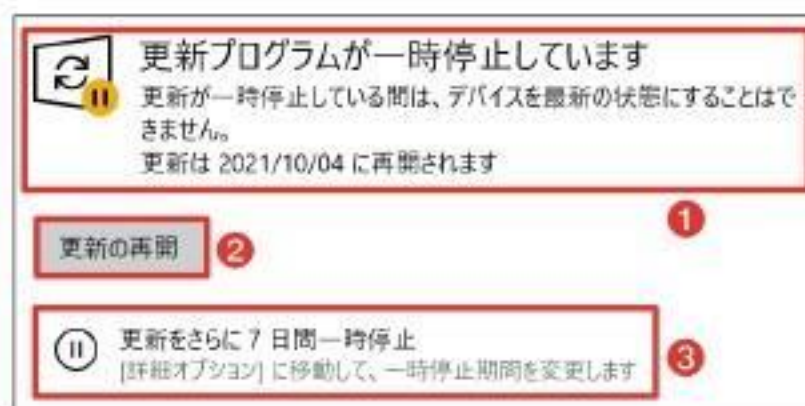 更新プログラムが一時停止しています
更新が一時停止している間は、デバイスを最新の状態にすることはで
きません。
更新は 2021/10/04 に再開されます
1
更新の再開
2
更新をさらに 7 日間一時停止
[詳細オプション] に移動して、一時停止期間を変更します
3